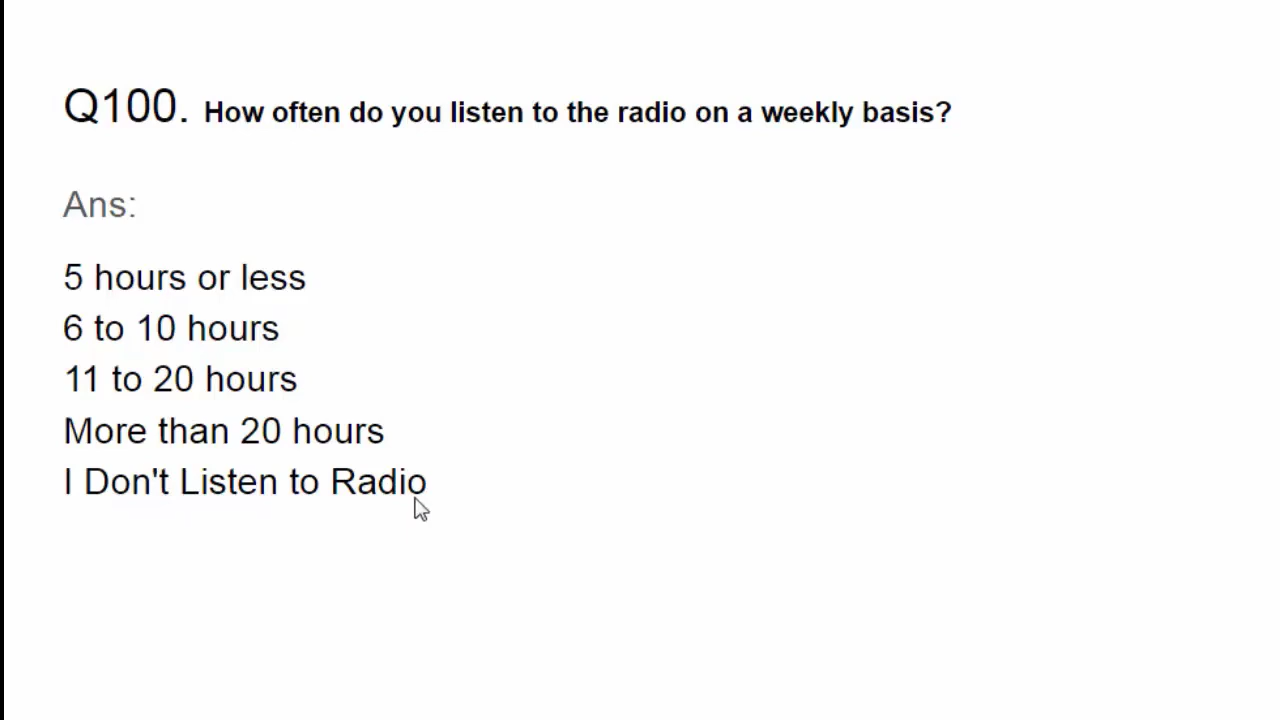 Q100. How often do you listen to the radio on a weekly basis?
Ans:
5 hours or less
6 to 10 hours
11 to 20 hours
More than 20 hours
I Don't Listen to Radio